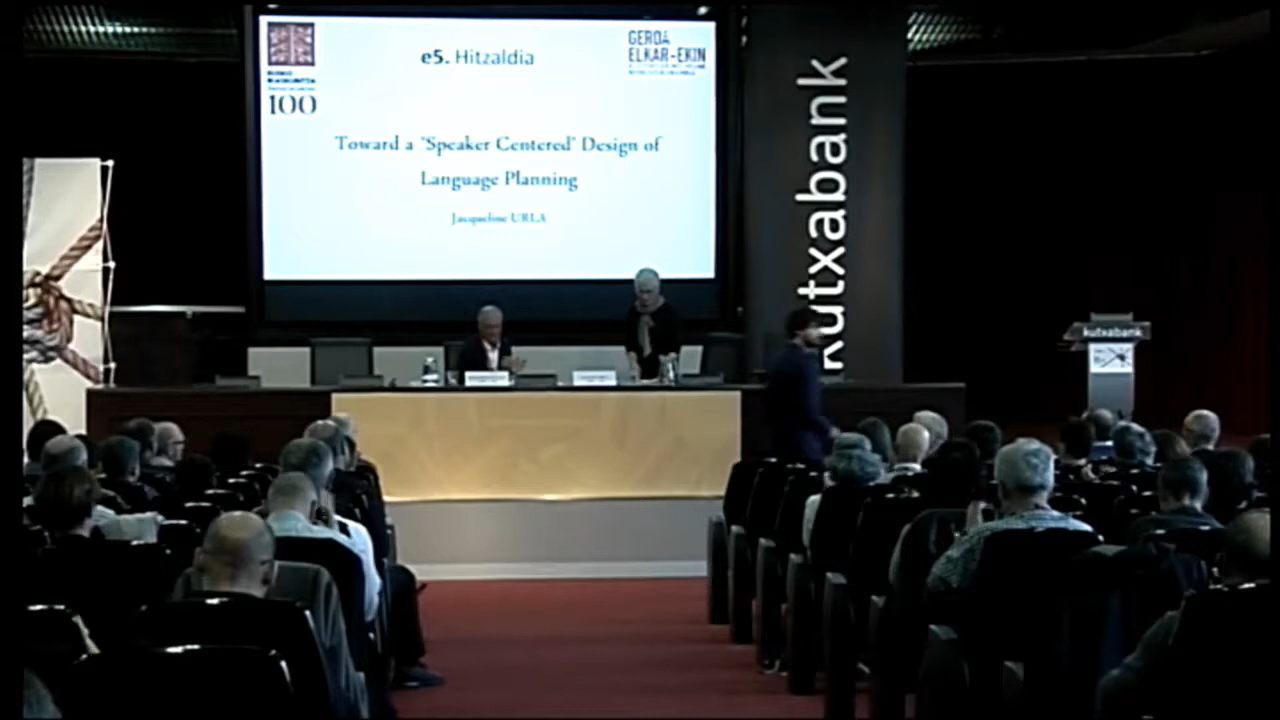 e5. Hitzaldia
100
GEROA
ELKAR-EKIN
Toward a 'Speaker Centered' Design of
Language Planning
Jacqueline URLA
kutxabank
kutxabank